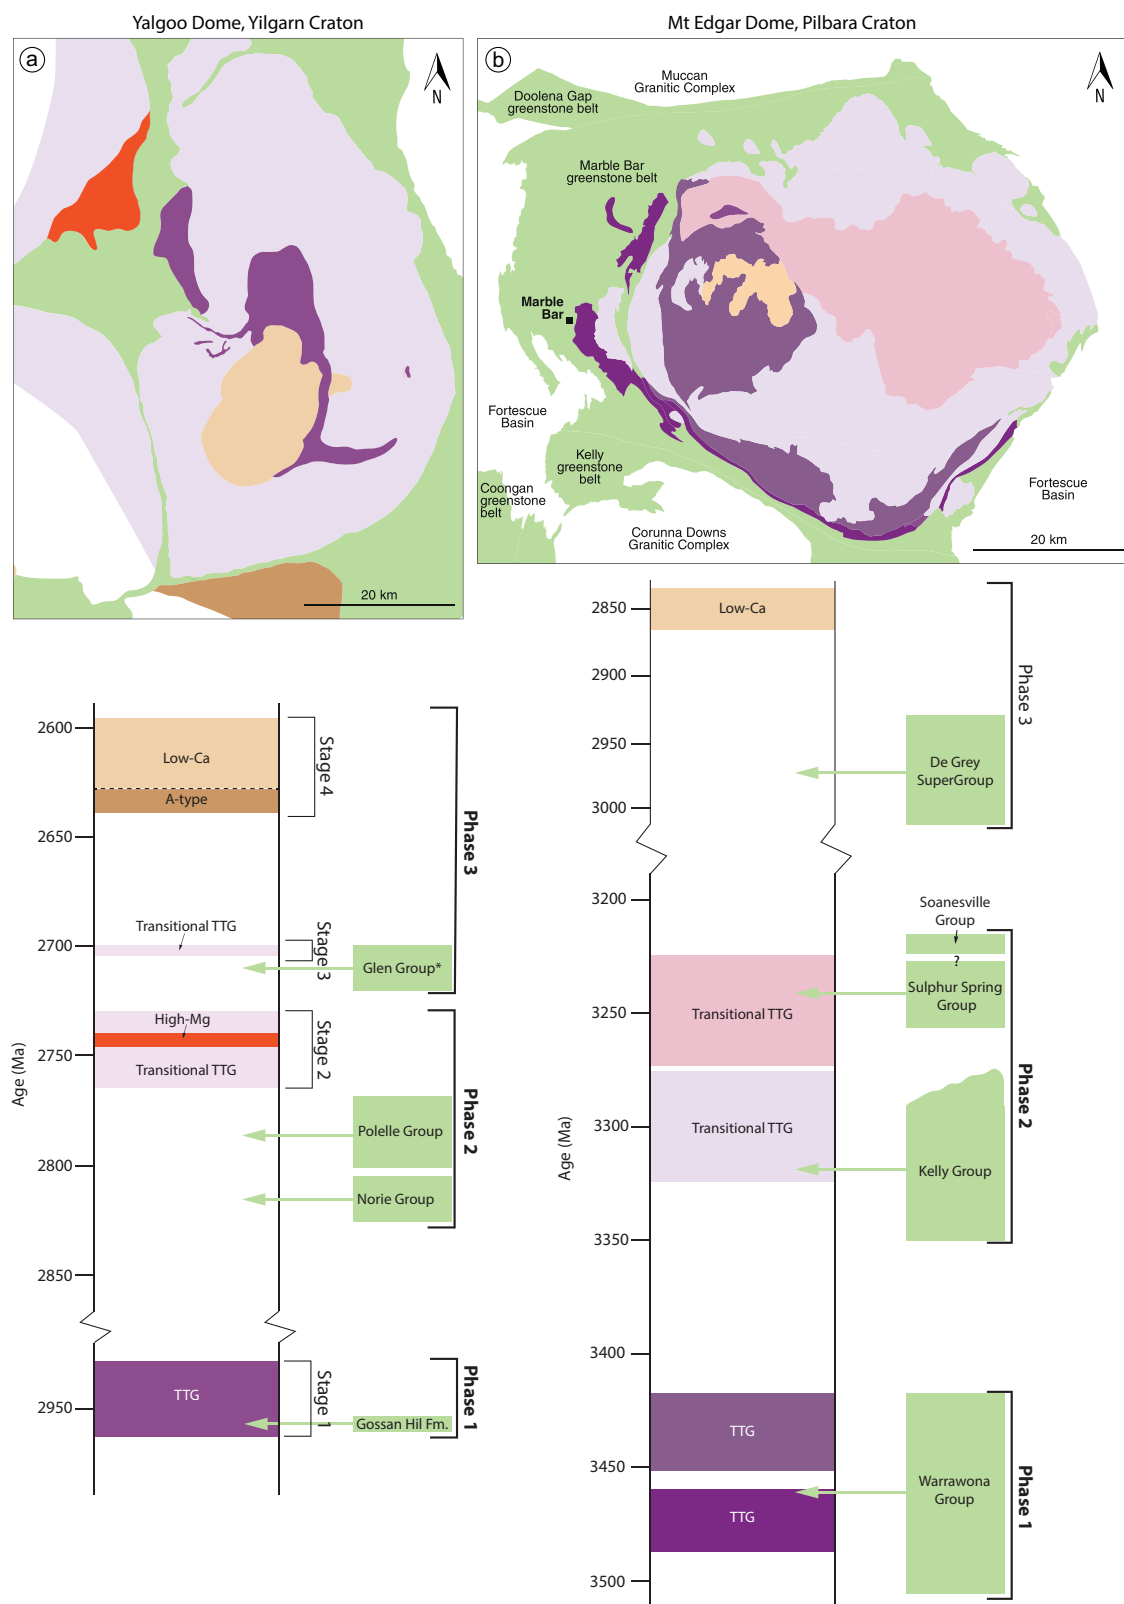 Yalgoo Dome, Yilgarn Craton
Mt Edgar Dome, Pilbara Craton
a
N
20 km
b
N
Muccan
Granitic Complex
Doolena Gap
greenstone belt
Marble Bar
greenstone belt
Marble
Bar
Fortescue
Basin
Kelly
greenstone
belt
Coongan
greenstone
belt
Corunna Downs
Granitic Complex
Fortescue
Basin
20 km
Age (Ma)
2600
2650
2700
2750
2800
2850
2950
Low-Ca
A-type
Transitional TTG
High-Mg
Transitional TTG
TTG
Stage 4
Stage 3
Stage 2
Stage 1
Glen Group*
Polelle Group
Norie Group
Gossan Hil Fm.
Phase 3
Phase 2
Phase 1
Age (Ma)
2850
2900
2950
3000
3200
3250
3300
3350
3400
3450
3500
Low-Ca
Transitional TTG
Transitional TTG
TTG
TTG
De Grey
SuperGroup
Soanesville
Group
?
Sulphur Spring
Group
Kelly Group
Warrawona
Group
Phase 3
Phase 2
Phase 1